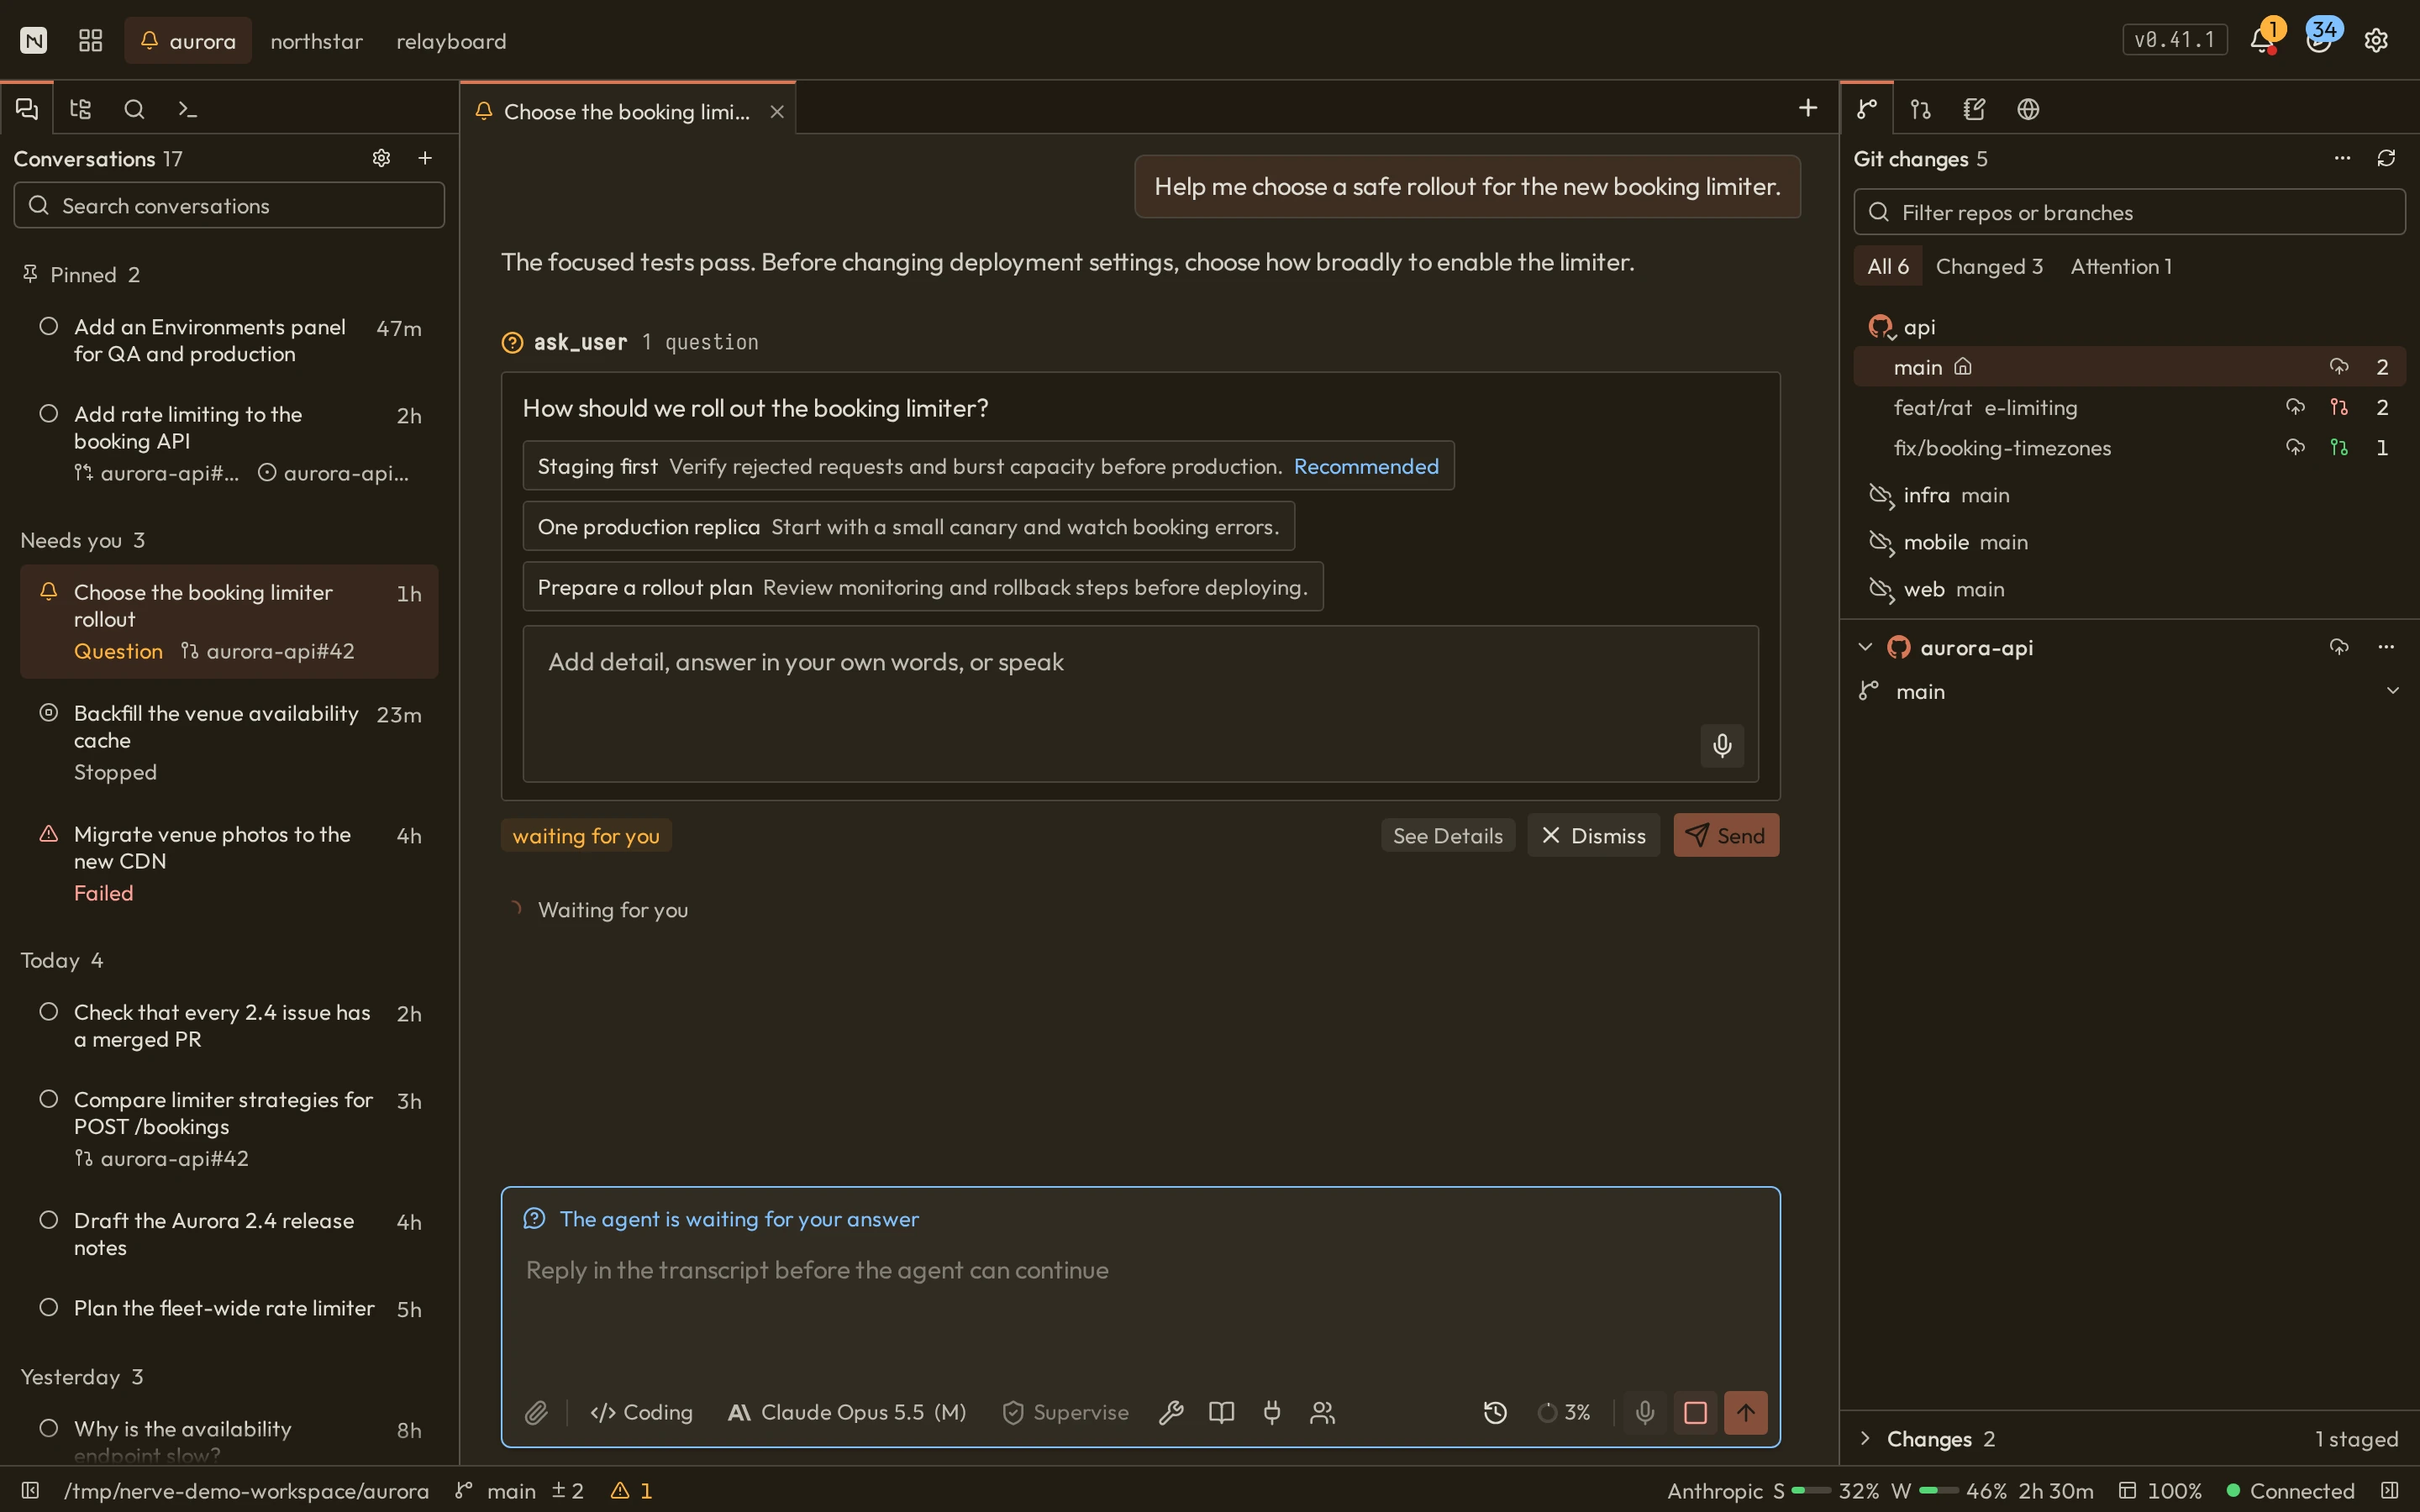 aurora northstar relayboard v0.41.1 1 34
Conversations 17
Search conversations
Pinned 2
Add an Environments panel for QA and production 47m
Add rate limiting to the booking API 2h
aurora-api#... aurora-api...
Needs you 3
Choose the booking limiter rollout 1h
Question aurora-api#42
Backfill the venue availability cache 23m
Stopped
Migrate venue photos to the new CDN 4h
Failed
Today 4
Check that every 2.4 issue has a merged PR 2h
Compare limiter strategies for POST /bookings 3h
aurora-api#42
Draft the Aurora 2.4 release notes 4h
Plan the fleet-wide rate limiter 5h
Yesterday 3
Why is the availability endpoint slow? 8h
Choose the booking limi...
Help me choose a safe rollout for the new booking limiter.
The focused tests pass. Before changing deployment settings, choose how broadly to enable the limiter.
ask_user 1 question
How should we roll out the booking limiter?
Staging first Verify rejected requests and burst capacity before production. Recommended
One production replica Start with a small canary and watch booking errors.
Prepare a rollout plan Review monitoring and rollback steps before deploying.
Add detail, answer in your own words, or speak
waiting for you See Details Dismiss Send
Waiting for you
The agent is waiting for your answer
Reply in the transcript before the agent can continue
Coding Claude Opus 5.5 (M) Supervise 3%
Git changes 5
Filter repos or branches
All 6 Changed 3 Attention 1
api
main 2
feat/rat e-limiting 2
fix/booking-timezones 1
infra main
mobile main
web main
aurora-api
main
Changes 2 1 staged
/tmp/nerve-demo-workspace/aurora main ±2 1 Anthropic S 32% W 46% 2h 30m 100% Connected